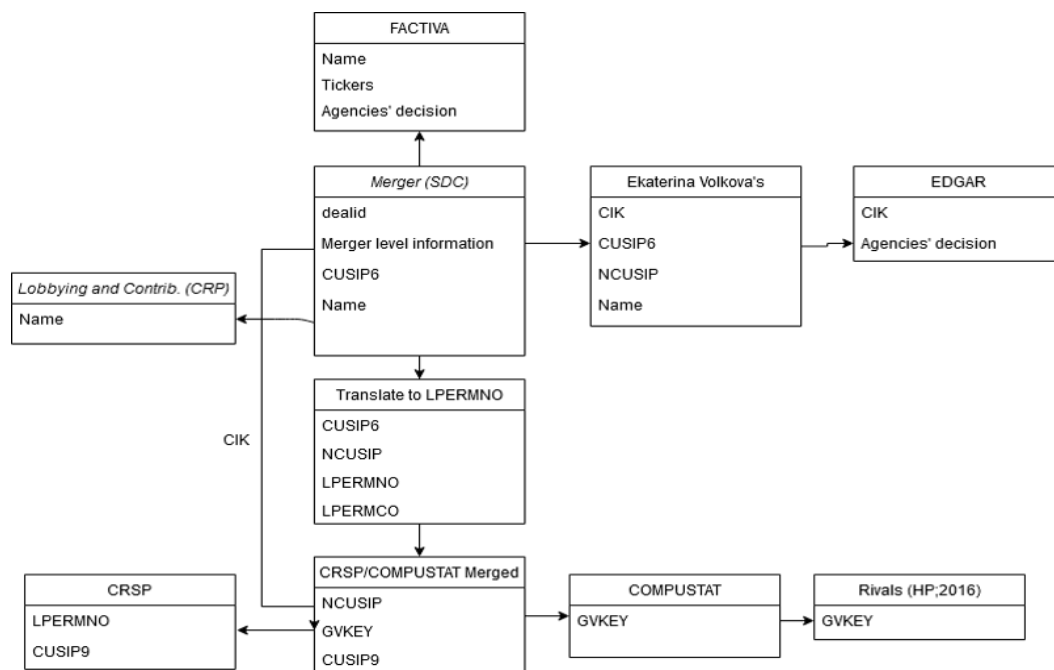 FACTIVA
Name
Tickers
Agencies' decision
Merger (SDC)
dealid
Merger level information
CUSIP6
Name
Ekaterina Volkova's
CIK
CUSIP6
NCUSIP
Name
EDGAR
CIK
Agencies' decision
Lobbying and Contrib. (CRP)
Name
Translate to LPERMNO
CUSIP6
NCUSIP
LPERMNO
LPERMCO
CIK
CRSP
LPERMNO
CUSIP9
CRSP/COMPUSTAT Merged
NCUSIP
GVKEY
CUSIP9
COMPUSTAT
GVKEY
Rivals (HP;2016)
GVKEY